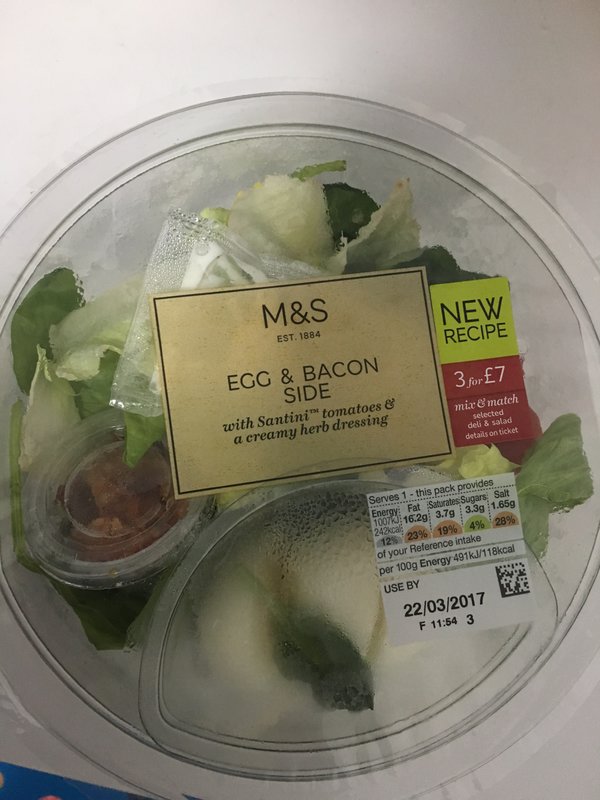 M&S
EST. 1884
EGG & BACON
SIDE
with Santini™ tomatoes &
a creamy herb dressing
NEW
RECIPE
3 for £7
mix & match
selected
deli & salad
details on ticket
Serves 1 - this pack provides
Energy Fat Saturates Sugars Salt
1007kJ 16.2g 3.7g 3.3g 1.65g
242kcal
12% 23% 19% 4% 28%
of your Reference intake
per 100g Energy 491kJ/118kcal
USE BY
22/03/2017
F 11:54 3